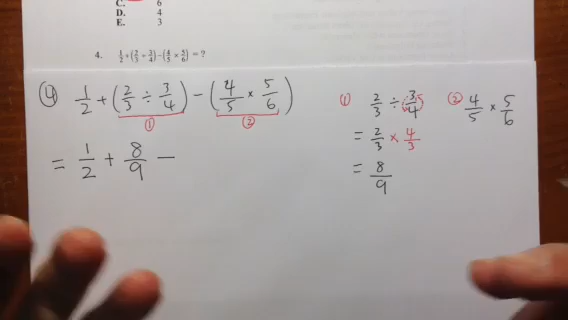 C. 6
D. 4
E. 3
4. 1/2+(2/3÷3/4)−(4/5×5/6)=?
④ 1/2 + (2/3 ÷ 3/4) − (4/5 × 5/6)
① ②
= 1/2 + 8/9 −
① 2/3 ÷ 3/4
= 2/3 × 4/3
= 8/9
② 4/5 × 5/6